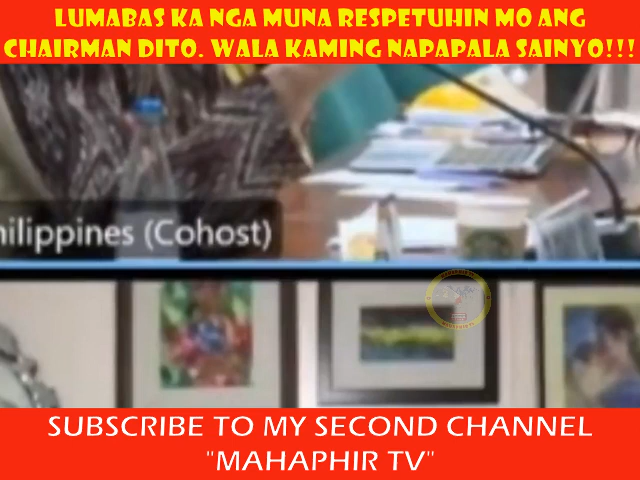 LUMABAS KA NGA MUNA RESPETUHIN MO ANG
CHAIRMAN DITO. WALA KAMING NAPAPALA SAINYO!!!
hilippines (Cohost)
SUBSCRIBE TO MY SECOND CHANNEL
"MAHAPHIR TV"